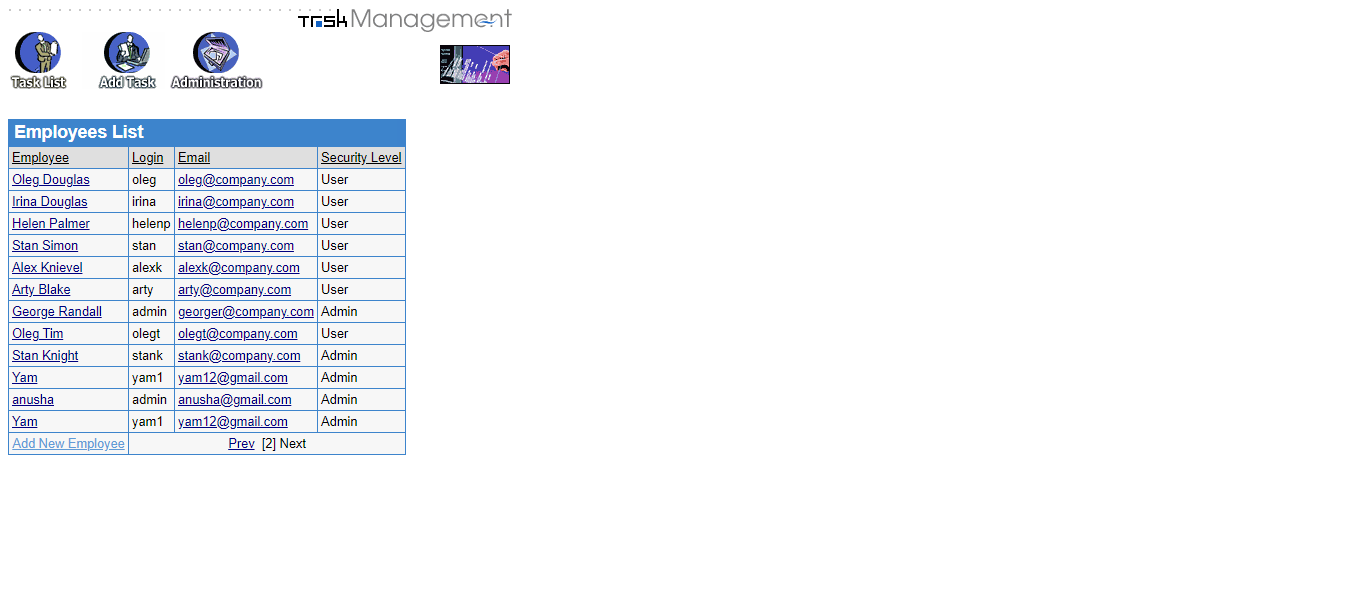 Task Management
Task List Add Task Administration
Employees List
Employee Login Email Security Level
Oleg Douglas oleg oleg@company.com User
Irina Douglas irina irina@company.com User
Helen Palmer helenp helenp@company.com User
Stan Simon stan stan@company.com User
Alex Knievel alexk alexk@company.com User
Arty Blake arty arty@company.com User
George Randall admin georger@company.com Admin
Oleg Tim olegt olegt@company.com User
Stan Knight stank stank@company.com Admin
Yam yam1 yam12@gmail.com Admin
anusha admin anusha@gmail.com Admin
Yam yam1 yam12@gmail.com Admin
Add New Employee Prev [2] Next